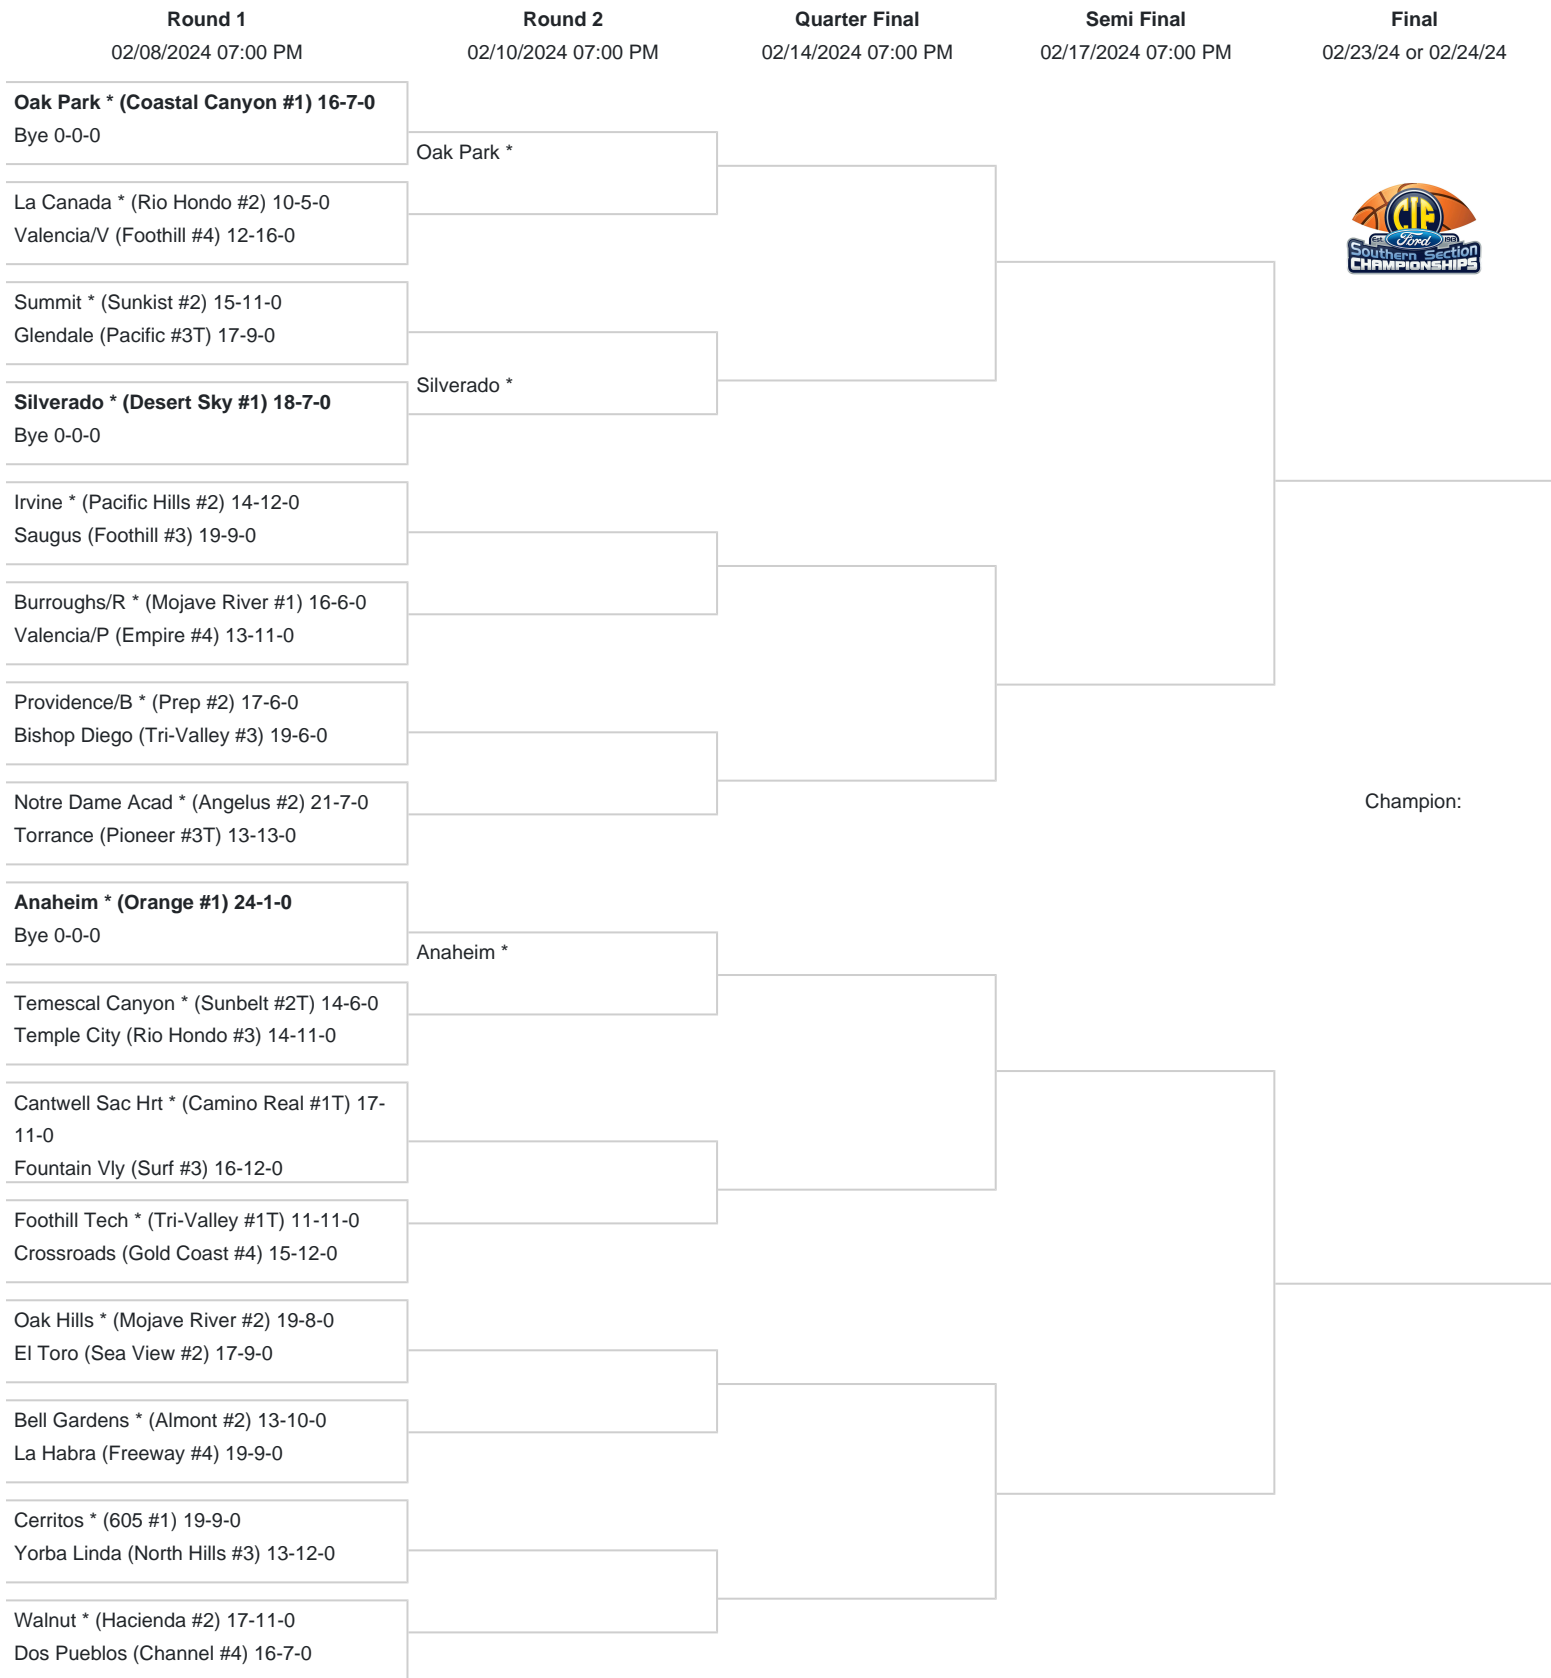 Round 1
02/08/2024 07:00 PM
Round 2
02/10/2024 07:00 PM
Quarter Final
02/14/2024 07:00 PM
Semi Final
02/17/2024 07:00 PM
Final
02/23/24 or 02/24/24
Oak Park * (Coastal Canyon #1) 16-7-0
Bye 0-0-0
La Canada * (Rio Hondo #2) 10-5-0
Valencia/V (Foothill #4) 12-16-0
Summit * (Sunkist #2) 15-11-0
Glendale (Pacific #3T) 17-9-0
Silverado * (Desert Sky #1) 18-7-0
Bye 0-0-0
Irvine * (Pacific Hills #2) 14-12-0
Saugus (Foothill #3) 19-9-0
Burroughs/R * (Mojave River #1) 16-6-0
Valencia/P (Empire #4) 13-11-0
Providence/B * (Prep #2) 17-6-0
Bishop Diego (Tri-Valley #3) 19-6-0
Notre Dame Acad * (Angelus #2) 21-7-0
Torrance (Pioneer #3T) 13-13-0
Anaheim * (Orange #1) 24-1-0
Bye 0-0-0
Temescal Canyon * (Sunbelt #2T) 14-6-0
Temple City (Rio Hondo #3) 14-11-0
Cantwell Sac Hrt * (Camino Real #1T) 17-
11-0
Fountain Vly (Surf #3) 16-12-0
Foothill Tech * (Tri-Valley #1T) 11-11-0
Crossroads (Gold Coast #4) 15-12-0
Oak Hills * (Mojave River #2) 19-8-0
El Toro (Sea View #2) 17-9-0
Bell Gardens * (Almont #2) 13-10-0
La Habra (Freeway #4) 19-9-0
Cerritos * (605 #1) 19-9-0
Yorba Linda (North Hills #3) 13-12-0
Walnut * (Hacienda #2) 17-11-0
Dos Pueblos (Channel #4) 16-7-0
Oak Park *
Silverado *
Anaheim *
CIF
Est. Ford 1913
Southern Section
CHAMPIONSHIPS
Champion: